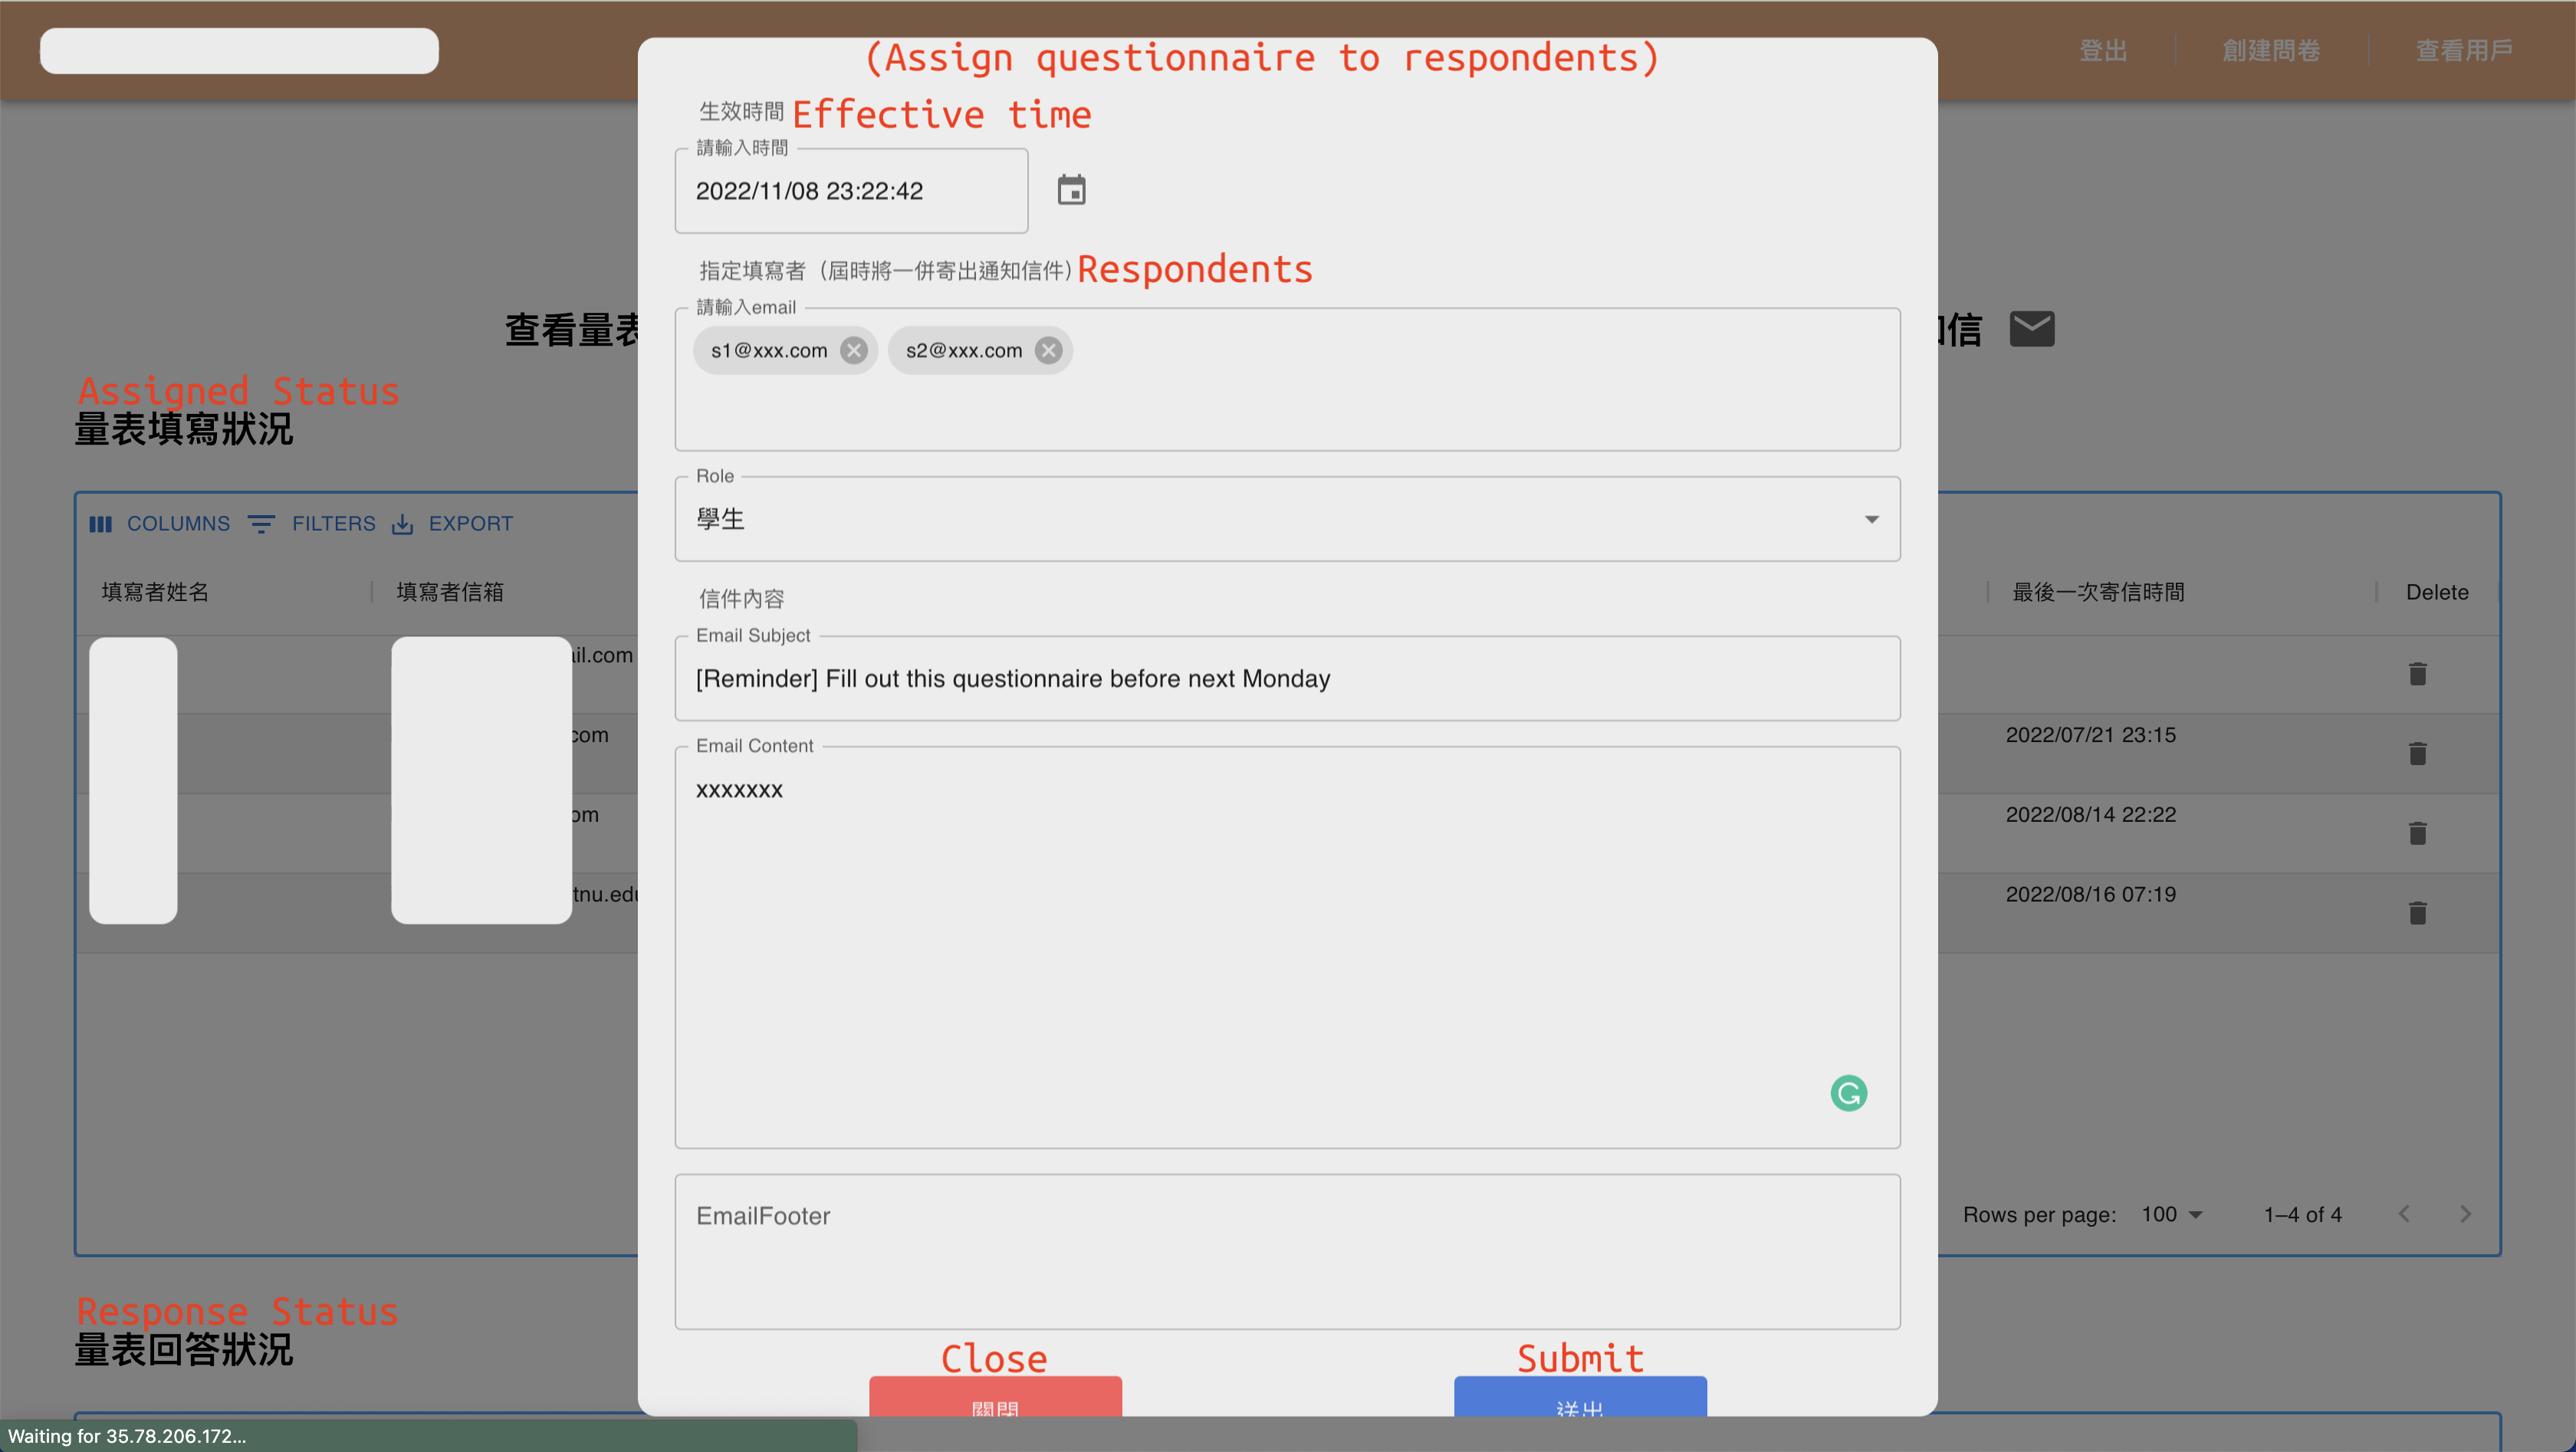 登出
創建問卷
查看用戶
(Assign questionnaire to respondents)
生效時間 Effective time
請輸入時間
2022/11/08 23:22:42
指定填寫者（屆時將一併寄出通知信件）Respondents
請輸入email
s1@xxx.com
s2@xxx.com
查看量表
信
Assigned Status
量表填寫狀況
Role
學生
COLUMNS FILTERS EXPORT
填寫者姓名
填寫者信箱
最後一次寄信時間
Delete
信件內容
Email Subject
[Reminder] Fill out this questionnaire before next Monday
il.com
com
2022/07/21 23:15
om
2022/08/14 22:22
tnu.edu
2022/08/16 07:19
Email Content
xxxxxxx
EmailFooter
Rows per page: 100
1–4 of 4
Response Status
量表回答狀況
Close
關閉
Submit
送出
Waiting for 35.78.206.172...